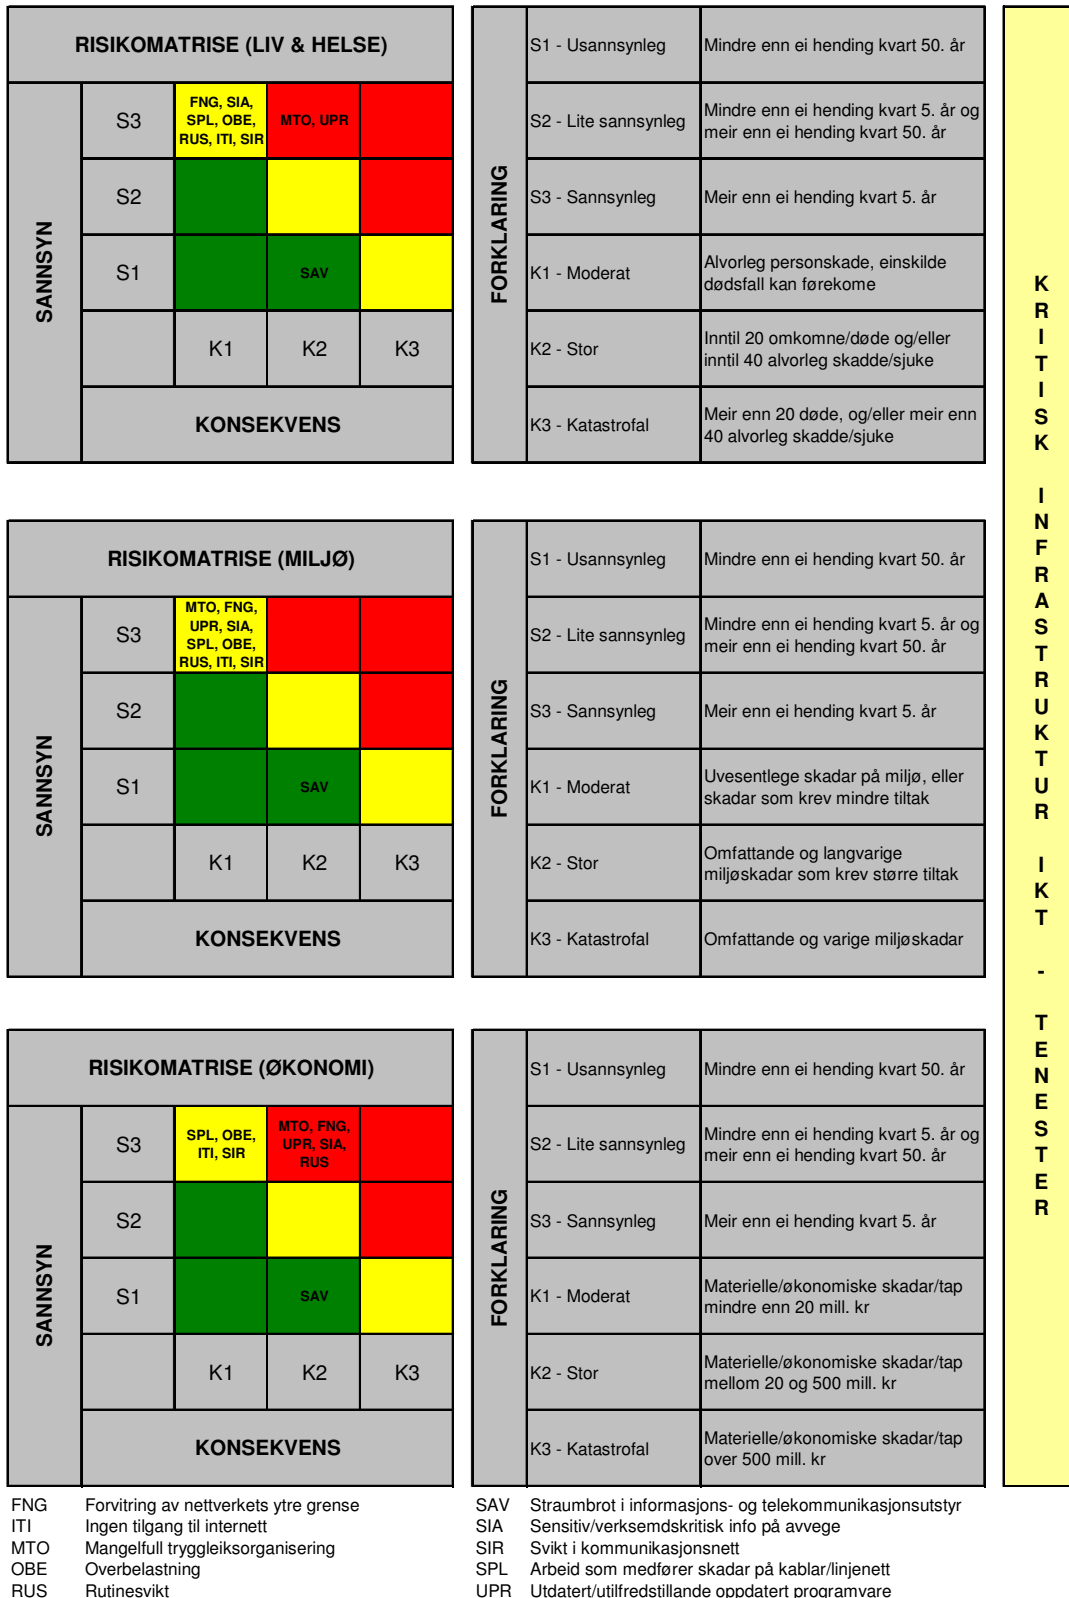 RISIKOMATRISE (LIV & HELSE)
SANNSYN
S3
FNG, SIA,
SPL, OBE,
RUS, ITI, SIR
MTO, UPR
S2
S1
SAV
K1
K2
K3
KONSEKVENS
FORKLARING
S1 - Usannsynleg
Mindre enn ei hending kvart 50. år
S2 - Lite sannsynleg
Mindre enn ei hending kvart 5. år og
meir enn ei hending kvart 50. år
S3 - Sannsynleg
Meir enn ei hending kvart 5. år
K1 - Moderat
Alvorleg personskade, einskilde
dødsfall kan førekome
K2 - Stor
Inntil 20 omkomne/døde og/eller
inntil 40 alvorleg skadde/sjuke
K3 - Katastrofal
Meir enn 20 døde, og/eller meir enn
40 alvorleg skadde/sjuke
RISIKOMATRISE (MILJØ)
SANNSYN
S3
MTO, FNG,
UPR, SIA,
SPL, OBE,
RUS, ITI, SIR
S2
S1
SAV
K1
K2
K3
KONSEKVENS
FORKLARING
S1 - Usannsynleg
Mindre enn ei hending kvart 50. år
S2 - Lite sannsynleg
Mindre enn ei hending kvart 5. år og
meir enn ei hending kvart 50. år
S3 - Sannsynleg
Meir enn ei hending kvart 5. år
K1 - Moderat
Uvesentlege skadar på miljø, eller
skadar som krev mindre tiltak
K2 - Stor
Omfattande og langvarige
miljøskadar som krev større tiltak
K3 - Katastrofal
Omfattande og varige miljøskadar
RISIKOMATRISE (ØKONOMI)
SANNSYN
S3
SPL, OBE,
ITI, SIR
MTO, FNG,
UPR, SIA,
RUS
S2
S1
SAV
K1
K2
K3
KONSEKVENS
FORKLARING
S1 - Usannsynleg
Mindre enn ei hending kvart 50. år
S2 - Lite sannsynleg
Mindre enn ei hending kvart 5. år og
meir enn ei hending kvart 50. år
S3 - Sannsynleg
Meir enn ei hending kvart 5. år
K1 - Moderat
Materielle/økonomiske skadar/tap
mindre enn 20 mill. kr
K2 - Stor
Materielle/økonomiske skadar/tap
mellom 20 og 500 mill. kr
K3 - Katastrofal
Materielle/økonomiske skadar/tap
over 500 mill. kr
KRITISK INFRASTRUKTUR IKT - TENESTER
FNG Forvitring av nettverkets ytre grense
ITI Ingen tilgang til internett
MTO Mangelfull tryggleiksorganisering
OBE Overbelastning
RUS Rutinesvikt
SAV Straumbrot i informasjons- og telekommunikasjonsutstyr
SIA Sensitiv/verksemdskritisk info på avvege
SIR Svikt i kommunikasjonsnett
SPL Arbeid som medfører skadar på kablar/linjenett
UPR Utdatert/utilfredstillande oppdatert programvare